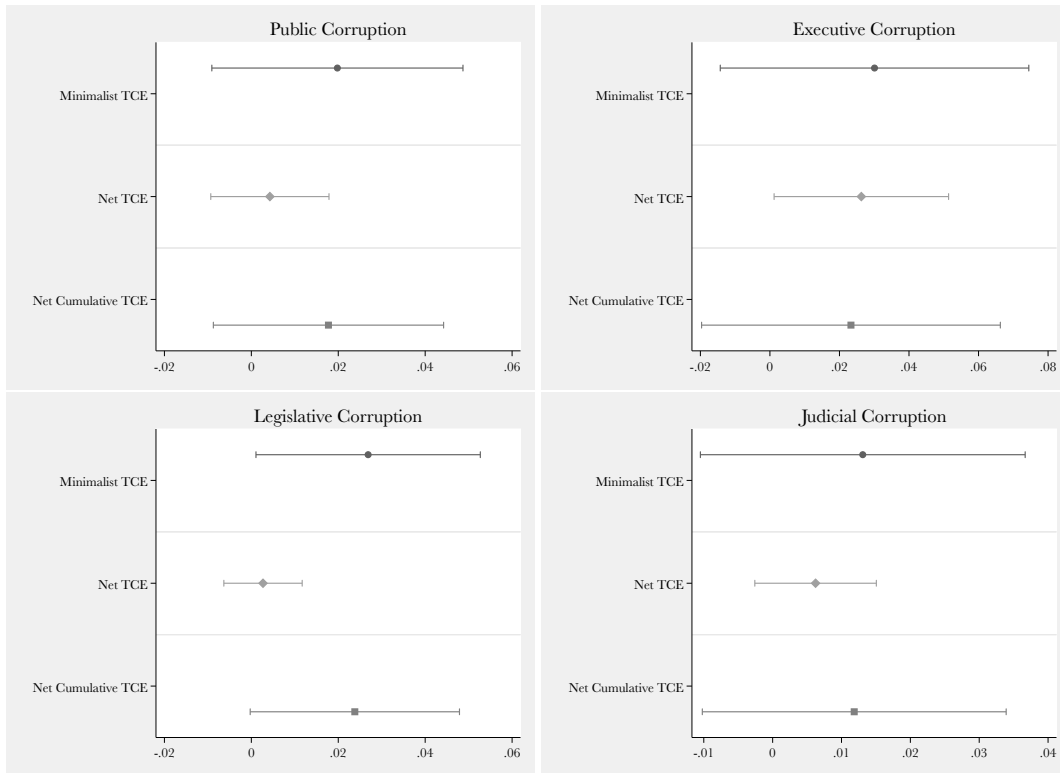 Public Corruption
Minimalist TCE
Net TCE
Net Cumulative TCE
-.02 0 .02 .04 .06
Executive Corruption
Minimalist TCE
Net TCE
Net Cumulative TCE
-.02 0 .02 .04 .06 .08
Legislative Corruption
Minimalist TCE
Net TCE
Net Cumulative TCE
-.02 0 .02 .04 .06
Judicial Corruption
Minimalist TCE
Net TCE
Net Cumulative TCE
-.01 0 .01 .02 .03 .04